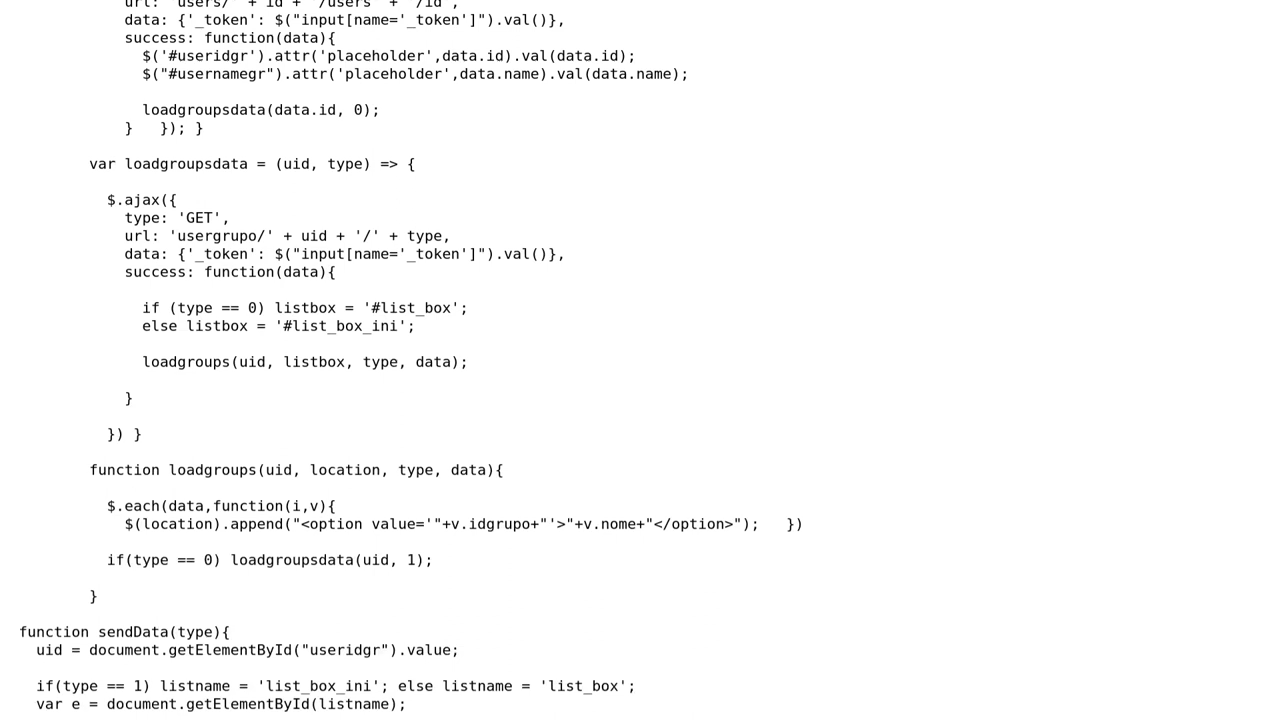 url: 'users/' + id + '/users' + '/id',
data: {'_token': $("input[name='_token']").val()},
success: function(data){
$('#useridgr').attr('placeholder',data.id).val(data.id);
$("#usernamegr").attr('placeholder',data.name).val(data.name);
loadgroupsdata(data.id, 0);
}   }); }
var loadgroupsdata = (uid, type) => {
$.ajax({
type: 'GET',
url: 'usergrupo/' + uid + '/' + type,
data: {'_token': $("input[name='_token']").val()},
success: function(data){
if (type == 0) listbox = '#list_box';
else listbox = '#list_box_ini';
loadgroups(uid, listbox, type, data);
}
}) }
function loadgroups(uid, location, type, data){
$.each(data,function(i,v){
$(location).append("<option value='"+v.idgrupo+"'>"+v.nome+"</option>");   })
if(type == 0) loadgroupsdata(uid, 1);
}
function sendData(type){
uid = document.getElementById("useridgr").value;
if(type == 1) listname = 'list_box_ini'; else listname = 'list_box';
var e = document.getElementById(listname);